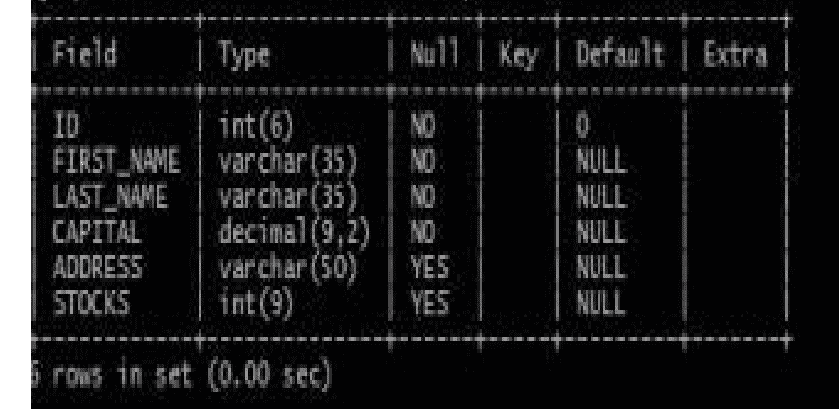 Field | Type | Null | Key | Default | Extra
ID | int(6) | NO | | 0 |
FIRST_NAME | varchar(35) | NO | | NULL |
LAST_NAME | varchar(35) | NO | | NULL |
CAPITAL | decimal(9,2) | NO | | NULL |
ADDRESS | varchar(50) | YES | | NULL |
STOCKS | int(9) | YES | | NULL |
6 rows in set (0.00 sec)